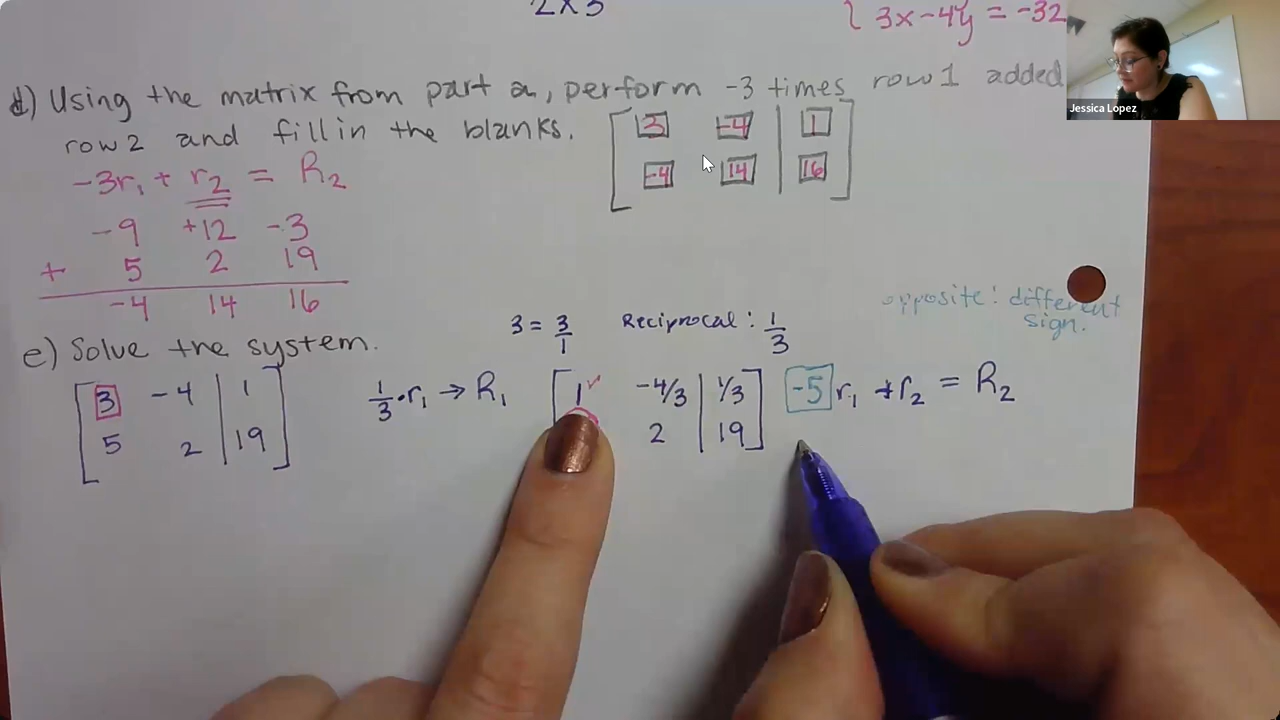 2x3
{ 3x-4y = -32
Jessica Lopez
d) Using the matrix from part a, perform -3 times row 1 added
row 2 and fill in the blanks.
[ 3 -4 | 1 ]
[ -4 14 | 16 ]
-3r₁ + r₂ = R₂
-9 +12 -3
+ 5 2 19
-4 14 16
opposite: different
sign.
3 = 3/1 Reciprocal: 1/3
e) Solve the system.
[ 3 -4 | 1 ] 1/3 · r₁ → R₁ [ 1 ✓ -4/3 | 1/3 ] -5 r₁ + r₂ = R₂
[ 5 2 | 19 ] [ 2 | 19 ]